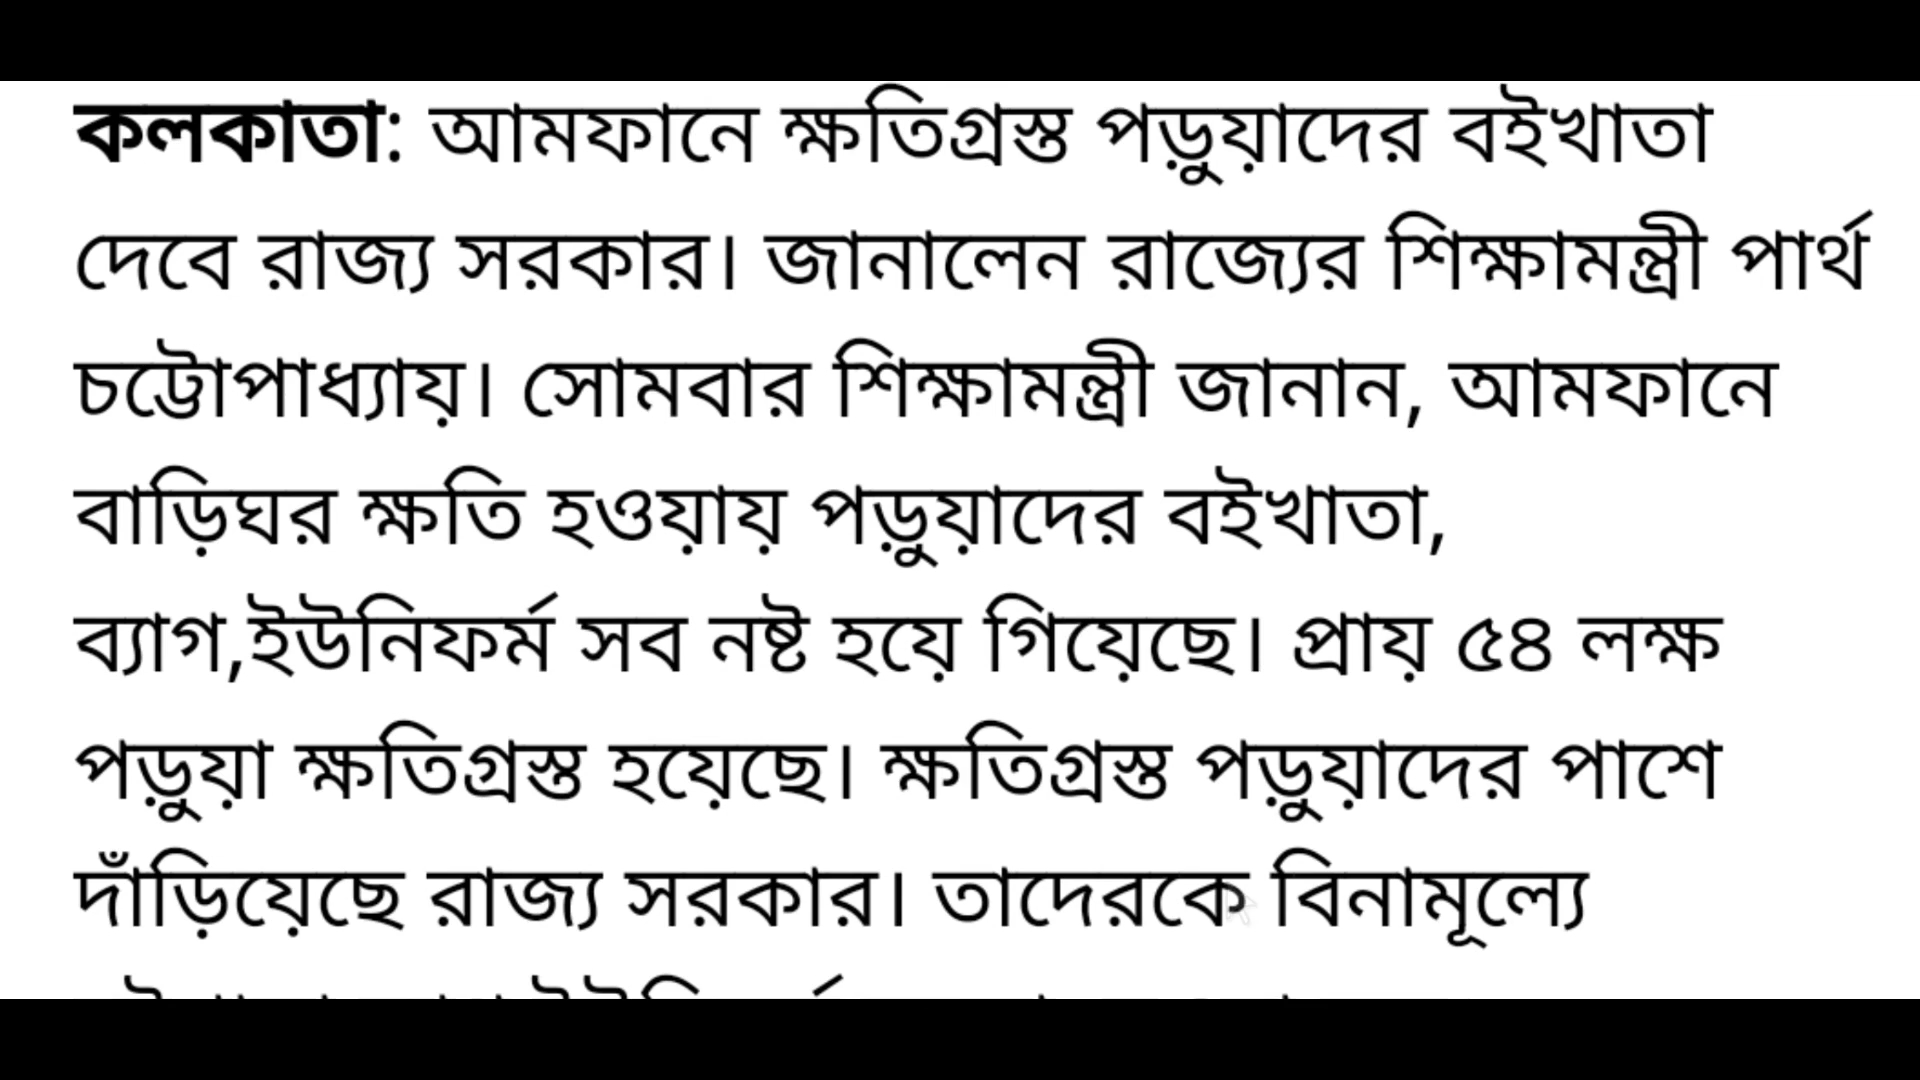 কলকাতা: আমফানে ক্ষতিগ্রস্ত পড়ুয়াদের বইখাতা
দেবে রাজ্য সরকার। জানালেন রাজ্যের শিক্ষামন্ত্রী পার্থ
চট্টোপাধ্যায়। সোমবার শিক্ষামন্ত্রী জানান, আমফানে
বাড়িঘর ক্ষতি হওয়ায় পড়ুয়াদের বইখাতা,
ব্যাগ,ইউনিফর্ম সব নষ্ট হয়ে গিয়েছে। প্রায় ৫৪ লক্ষ
পড়ুয়া ক্ষতিগ্রস্ত হয়েছে। ক্ষতিগ্রস্ত পড়ুয়াদের পাশে
দাঁড়িয়েছে রাজ্য সরকার। তাদেরকে বিনামূল্যে